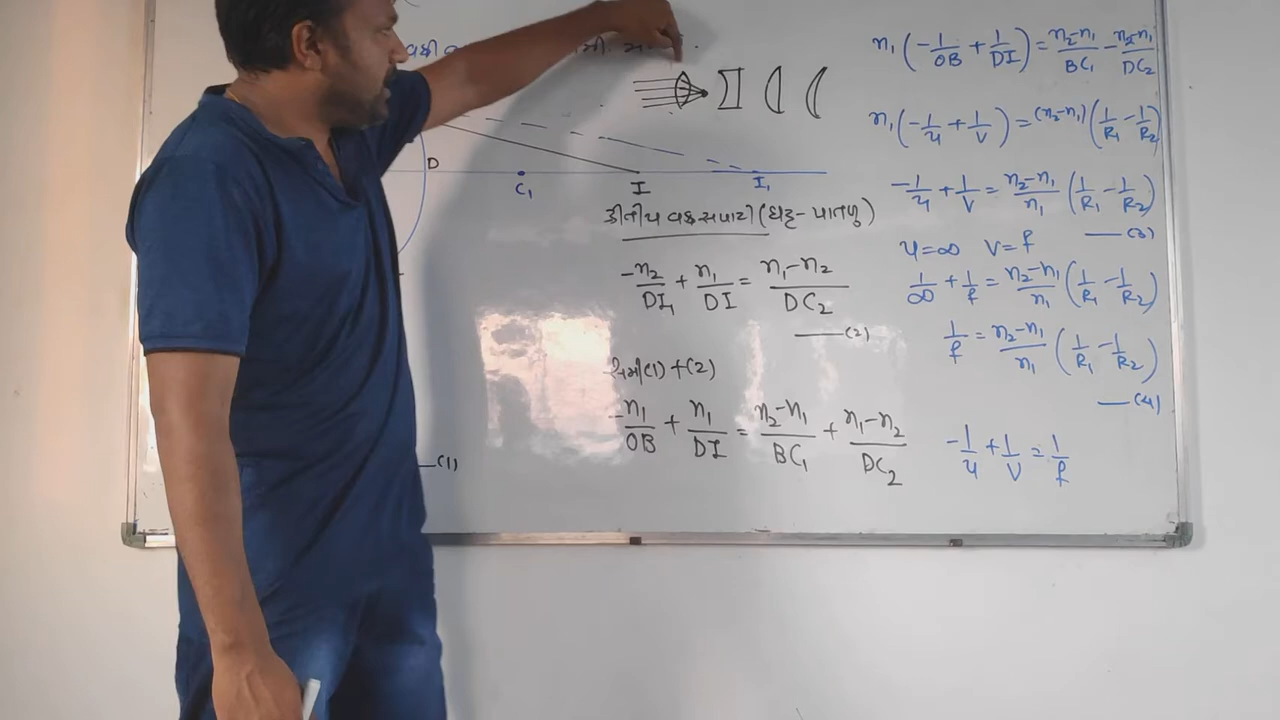 D
C₁
I
I₁
દ્વીતીય વક્રસપાટી (ઘટ્ટ - પાતળુ)
-n₂/DI₁ + n₁/DI = n₁-n₂/DC₂
——(2)
(1) + (2)
-n₁/OB + n₁/DI = n₂-n₁/BC₁ + n₁-n₂/DC₂
—(1)
n₁(-1/OB + 1/DI) = n₂-n₁/BC₁ - n₂-n₁/DC₂
n₁(-1/u + 1/v) = (n₂-n₁)(1/R₁ - 1/R₂)
-1/u + 1/v = n₂-n₁/n₁ (1/R₁ - 1/R₂)
——(3)
u=∞ v=f
1/∞ + 1/f = n₂-n₁/n₁ (1/R₁ - 1/R₂)
1/f = n₂-n₁/n₁ (1/R₁ - 1/R₂)
——(4)
-1/u + 1/v = 1/f